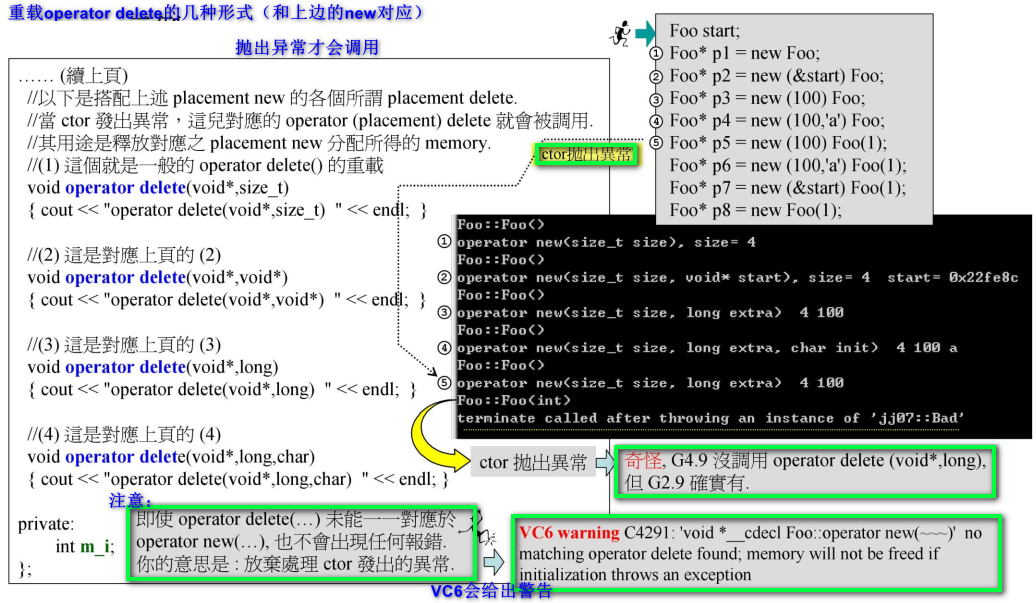 重载operator delete的几种形式（和上边的new对应）
抛出异常才会调用
…… (續上頁)
//以下是搭配上述 placement new 的各個所謂 placement delete.
//當 ctor 發出異常，這兒對應的 operator (placement) delete 就會被調用.
//其用途是釋放對應之 placement new 分配所得的 memory.
//(1) 這個就是一般的 operator delete() 的重載
void operator delete(void*,size_t)
{ cout << "operator delete(void*,size_t) " << endl; }
//(2) 這是對應上頁的 (2)
void operator delete(void*,void*)
{ cout << "operator delete(void*,void*) " << endl; }
//(3) 這是對應上頁的 (3)
void operator delete(void*,long)
{ cout << "operator delete(void*,long) " << endl; }
//(4) 這是對應上頁的 (4)
void operator delete(void*,long,char)
{ cout << "operator delete(void*,long,char) " << endl; }
private:
int m_i;
};
Foo start;
① Foo* p1 = new Foo;
② Foo* p2 = new (&start) Foo;
③ Foo* p3 = new (100) Foo;
④ Foo* p4 = new (100,'a') Foo;
⑤ Foo* p5 = new (100) Foo(1);
Foo* p6 = new (100,'a') Foo(1);
Foo* p7 = new (&start) Foo(1);
Foo* p8 = new Foo(1);
ctor拋出異常
Foo::Foo()
① operator new(size_t size), size= 4
Foo::Foo()
② operator new(size_t size, void* start), size= 4 start= 0x22fe8c
Foo::Foo()
③ operator new(size_t size, long extra) 4 100
Foo::Foo()
④ operator new(size_t size, long extra, char init) 4 100 a
Foo::Foo()
⑤ operator new(size_t size, long extra) 4 100
Foo::Foo(int)
terminate called after throwing an instance of 'jj07::Bad'
ctor 拋出異常
奇怪, G4.9 沒調用 operator delete (void*,long),
但 G2.9 確實有.
注意：
即使 operator delete(…) 未能一一對應於
operator new(…), 也不會出現任何報錯.
你的意思是 : 放棄處理 ctor 發出的異常.
VC6 warning C4291: 'void *__cdecl Foo::operator new(~~~)' no
matching operator delete found; memory will not be freed if
initialization throws an exception
VC6会给出警告